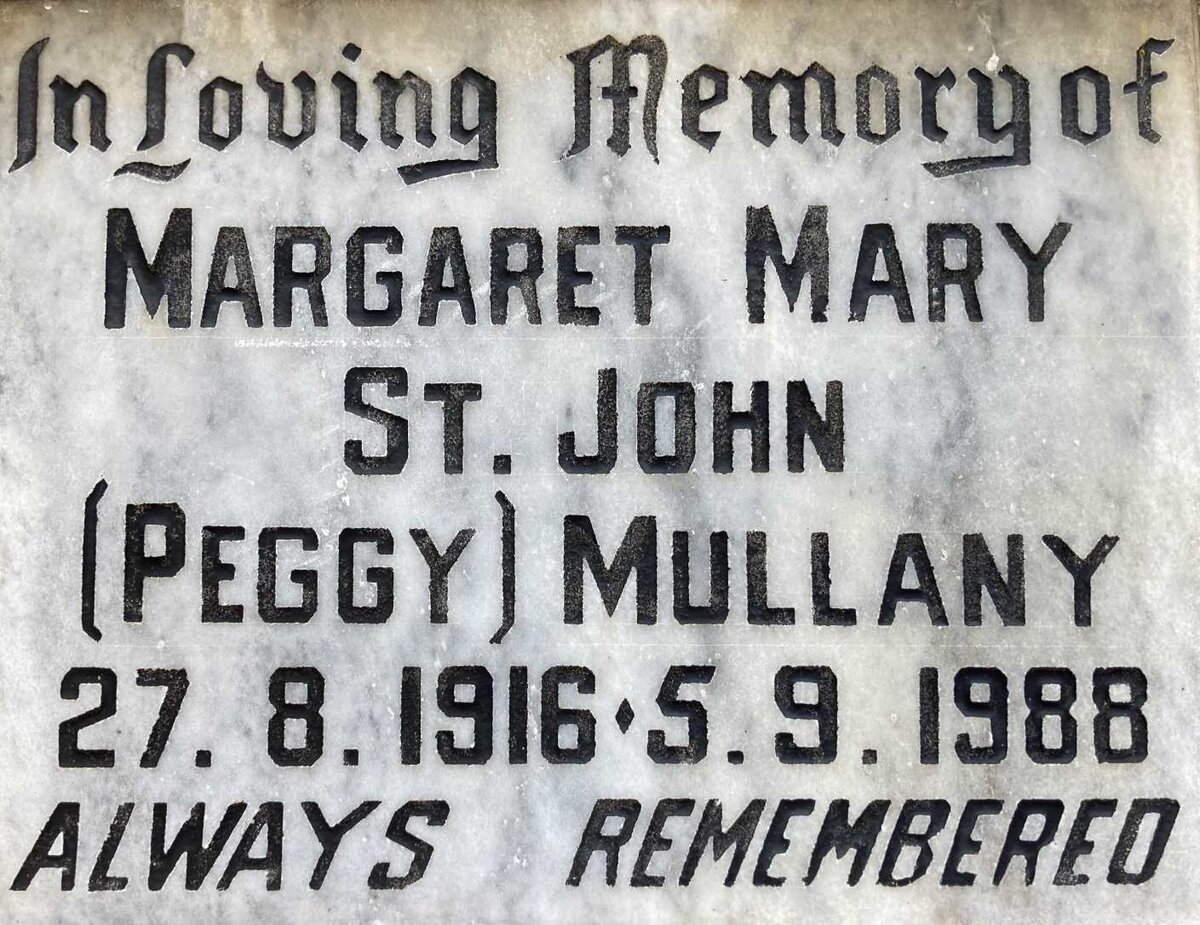 In Loving Memory of
MARGARET MARY
ST. JOHN
(PEGGY) MULLANY
27. 8. 1916 ⬧ 5. 9. 1988
ALWAYS REMEMBERED